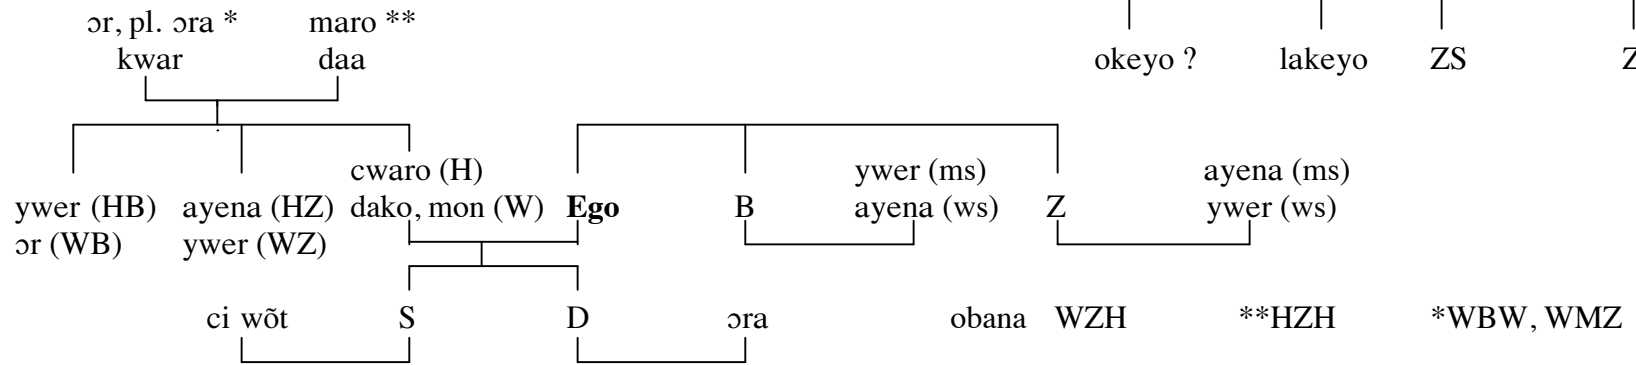 ɔr, pl. ɔra * maro **
kwar daa okeyo ? lakeyo ZS Z
cwaro (H) ywer (ms) ayena (ms)
ywer (HB) ayena (HZ) dako, mon (W) Ego B ayena (ws) Z ywer (ws)
ɔr (WB) ywer (WZ)
ci wõt S D ɔra obana WZH **HZH *WBW, WMZ